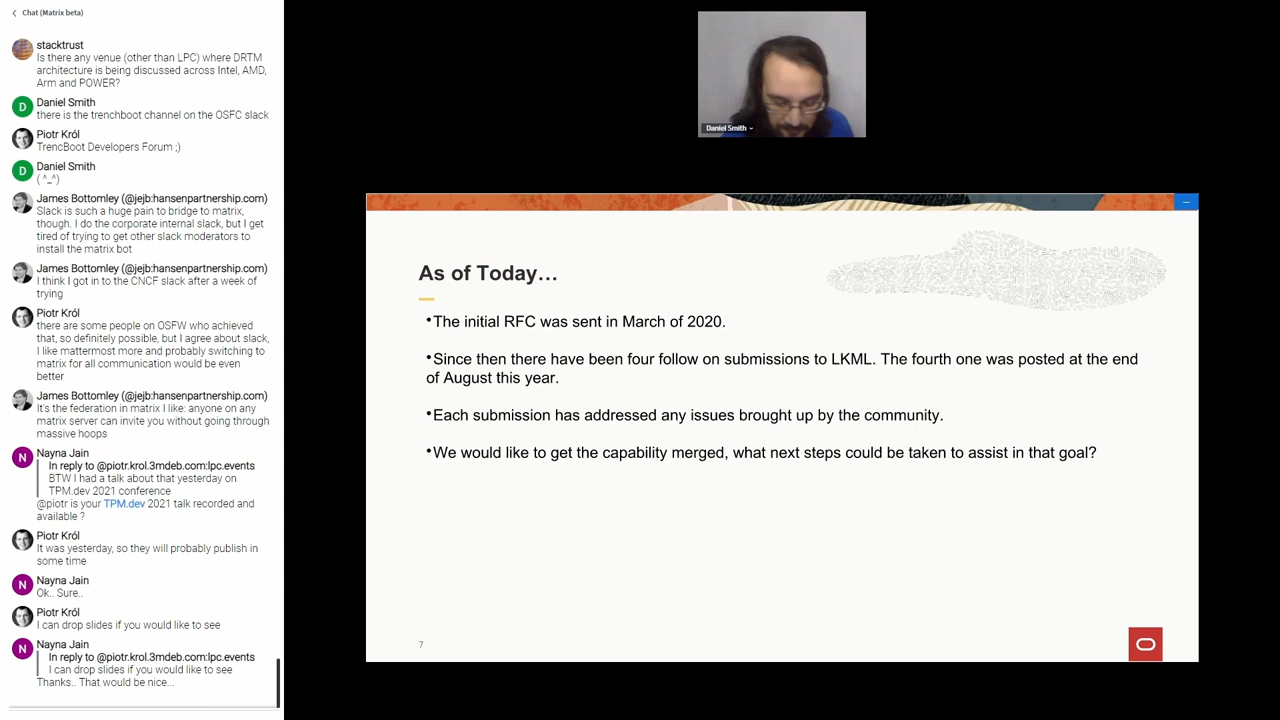 Chat (Matrix beta)
stacktrust
Is there any venue (other than LPC) where DRTM
architecture is being discussed across Intel, AMD,
Arm and POWER?
D
Daniel Smith
there is the trenchboot channel on the OSFC slack
Piotr Król
TrencBoot Developers Forum ;)
D
Daniel Smith
( ^_^)
James Bottomley (@jejb:hansenpartnership.com)
Slack is such a huge pain to bridge to matrix,
though. I do the corporate internal slack, but I get
tired of trying to get other slack moderators to
install the matrix bot
James Bottomley (@jejb:hansenpartnership.com)
I think I got in to the CNCF slack after a week of
trying
Piotr Król
there are some people on OSFW who achieved
that, so definitely possible, but I agree about slack,
I like mattermost more and probably switching to
matrix for all communication would be even
better
James Bottomley (@jejb:hansenpartnership.com)
It's the federation in matrix I like: anyone on any
matrix server can invite you without going through
massive hoops
N
Nayna Jain
In reply to @piotr.krol.3mdeb.com:lpc.events
BTW I had a talk about that yesterday on
TPM.dev 2021 conference
@piotr is your TPM.dev 2021 talk recorded and
available ?
Piotr Król
It was yesterday, so they will probably publish in
some time
N
Nayna Jain
Ok.. Sure..
Piotr Król
I can drop slides if you would like to see
N
Nayna Jain
In reply to @piotr.krol.3mdeb.com:lpc.events
I can drop slides if you would like to see
Thanks.. That would be nice...
Daniel Smith
As of Today…
•The initial RFC was sent in March of 2020.
•Since then there have been four follow on submissions to LKML. The fourth one was posted at the end
of August this year.
•Each submission has addressed any issues brought up by the community.
•We would like to get the capability merged, what next steps could be taken to assist in that goal?
7